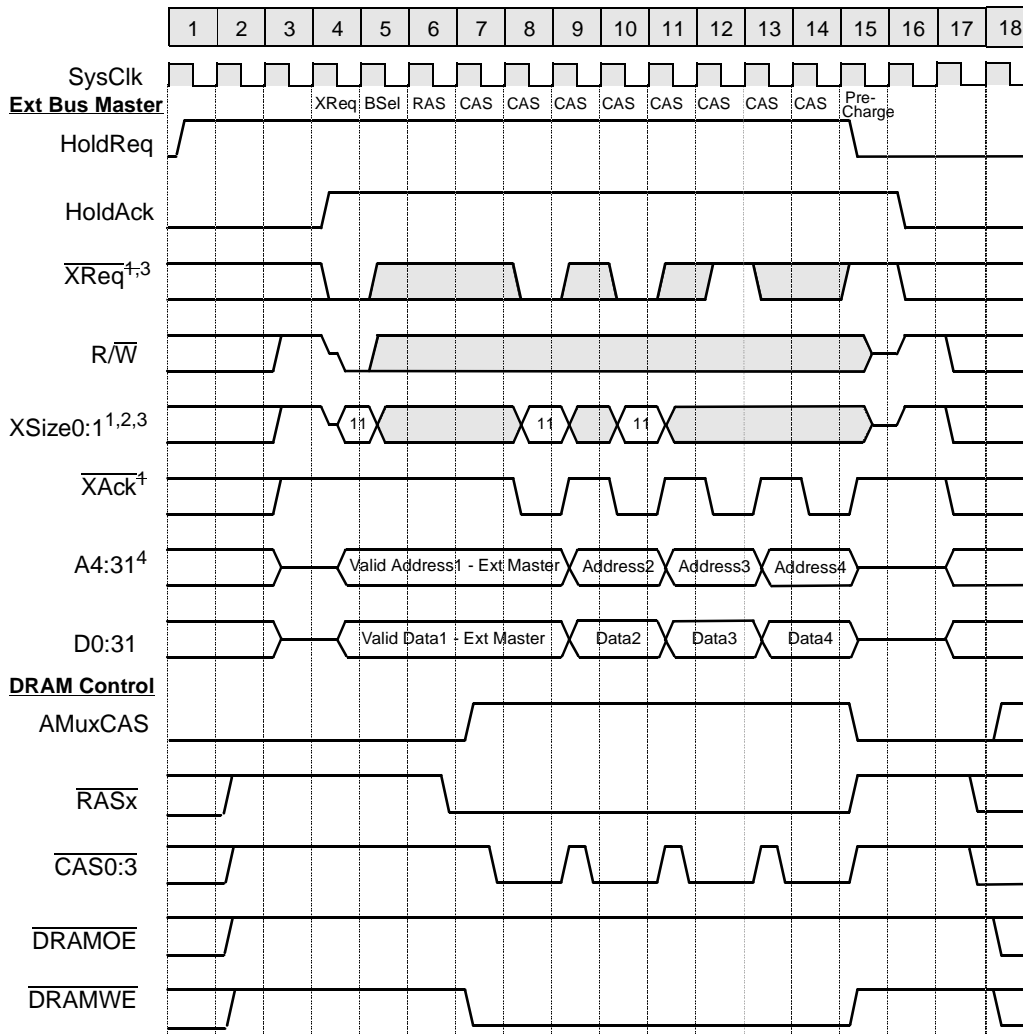 1 2 3 4 5 6 7 8 9 10 11 12 13 14 15 16 17 18
SysClk
Ext Bus Master
XReq BSel RAS CAS CAS CAS CAS CAS CAS CAS CAS Pre-
Charge
HoldReq
HoldAck
XReq1,3
R/W
XSize0:11,2,3
11 11 11
XAck1
A4:314
Valid Address1 - Ext Master Address2 Address3 Address4
D0:31
Valid Data1 - Ext Master Data2 Data3 Data4
DRAM Control
AMuxCAS
RASx
CAS0:3
DRAMOE
DRAMWE